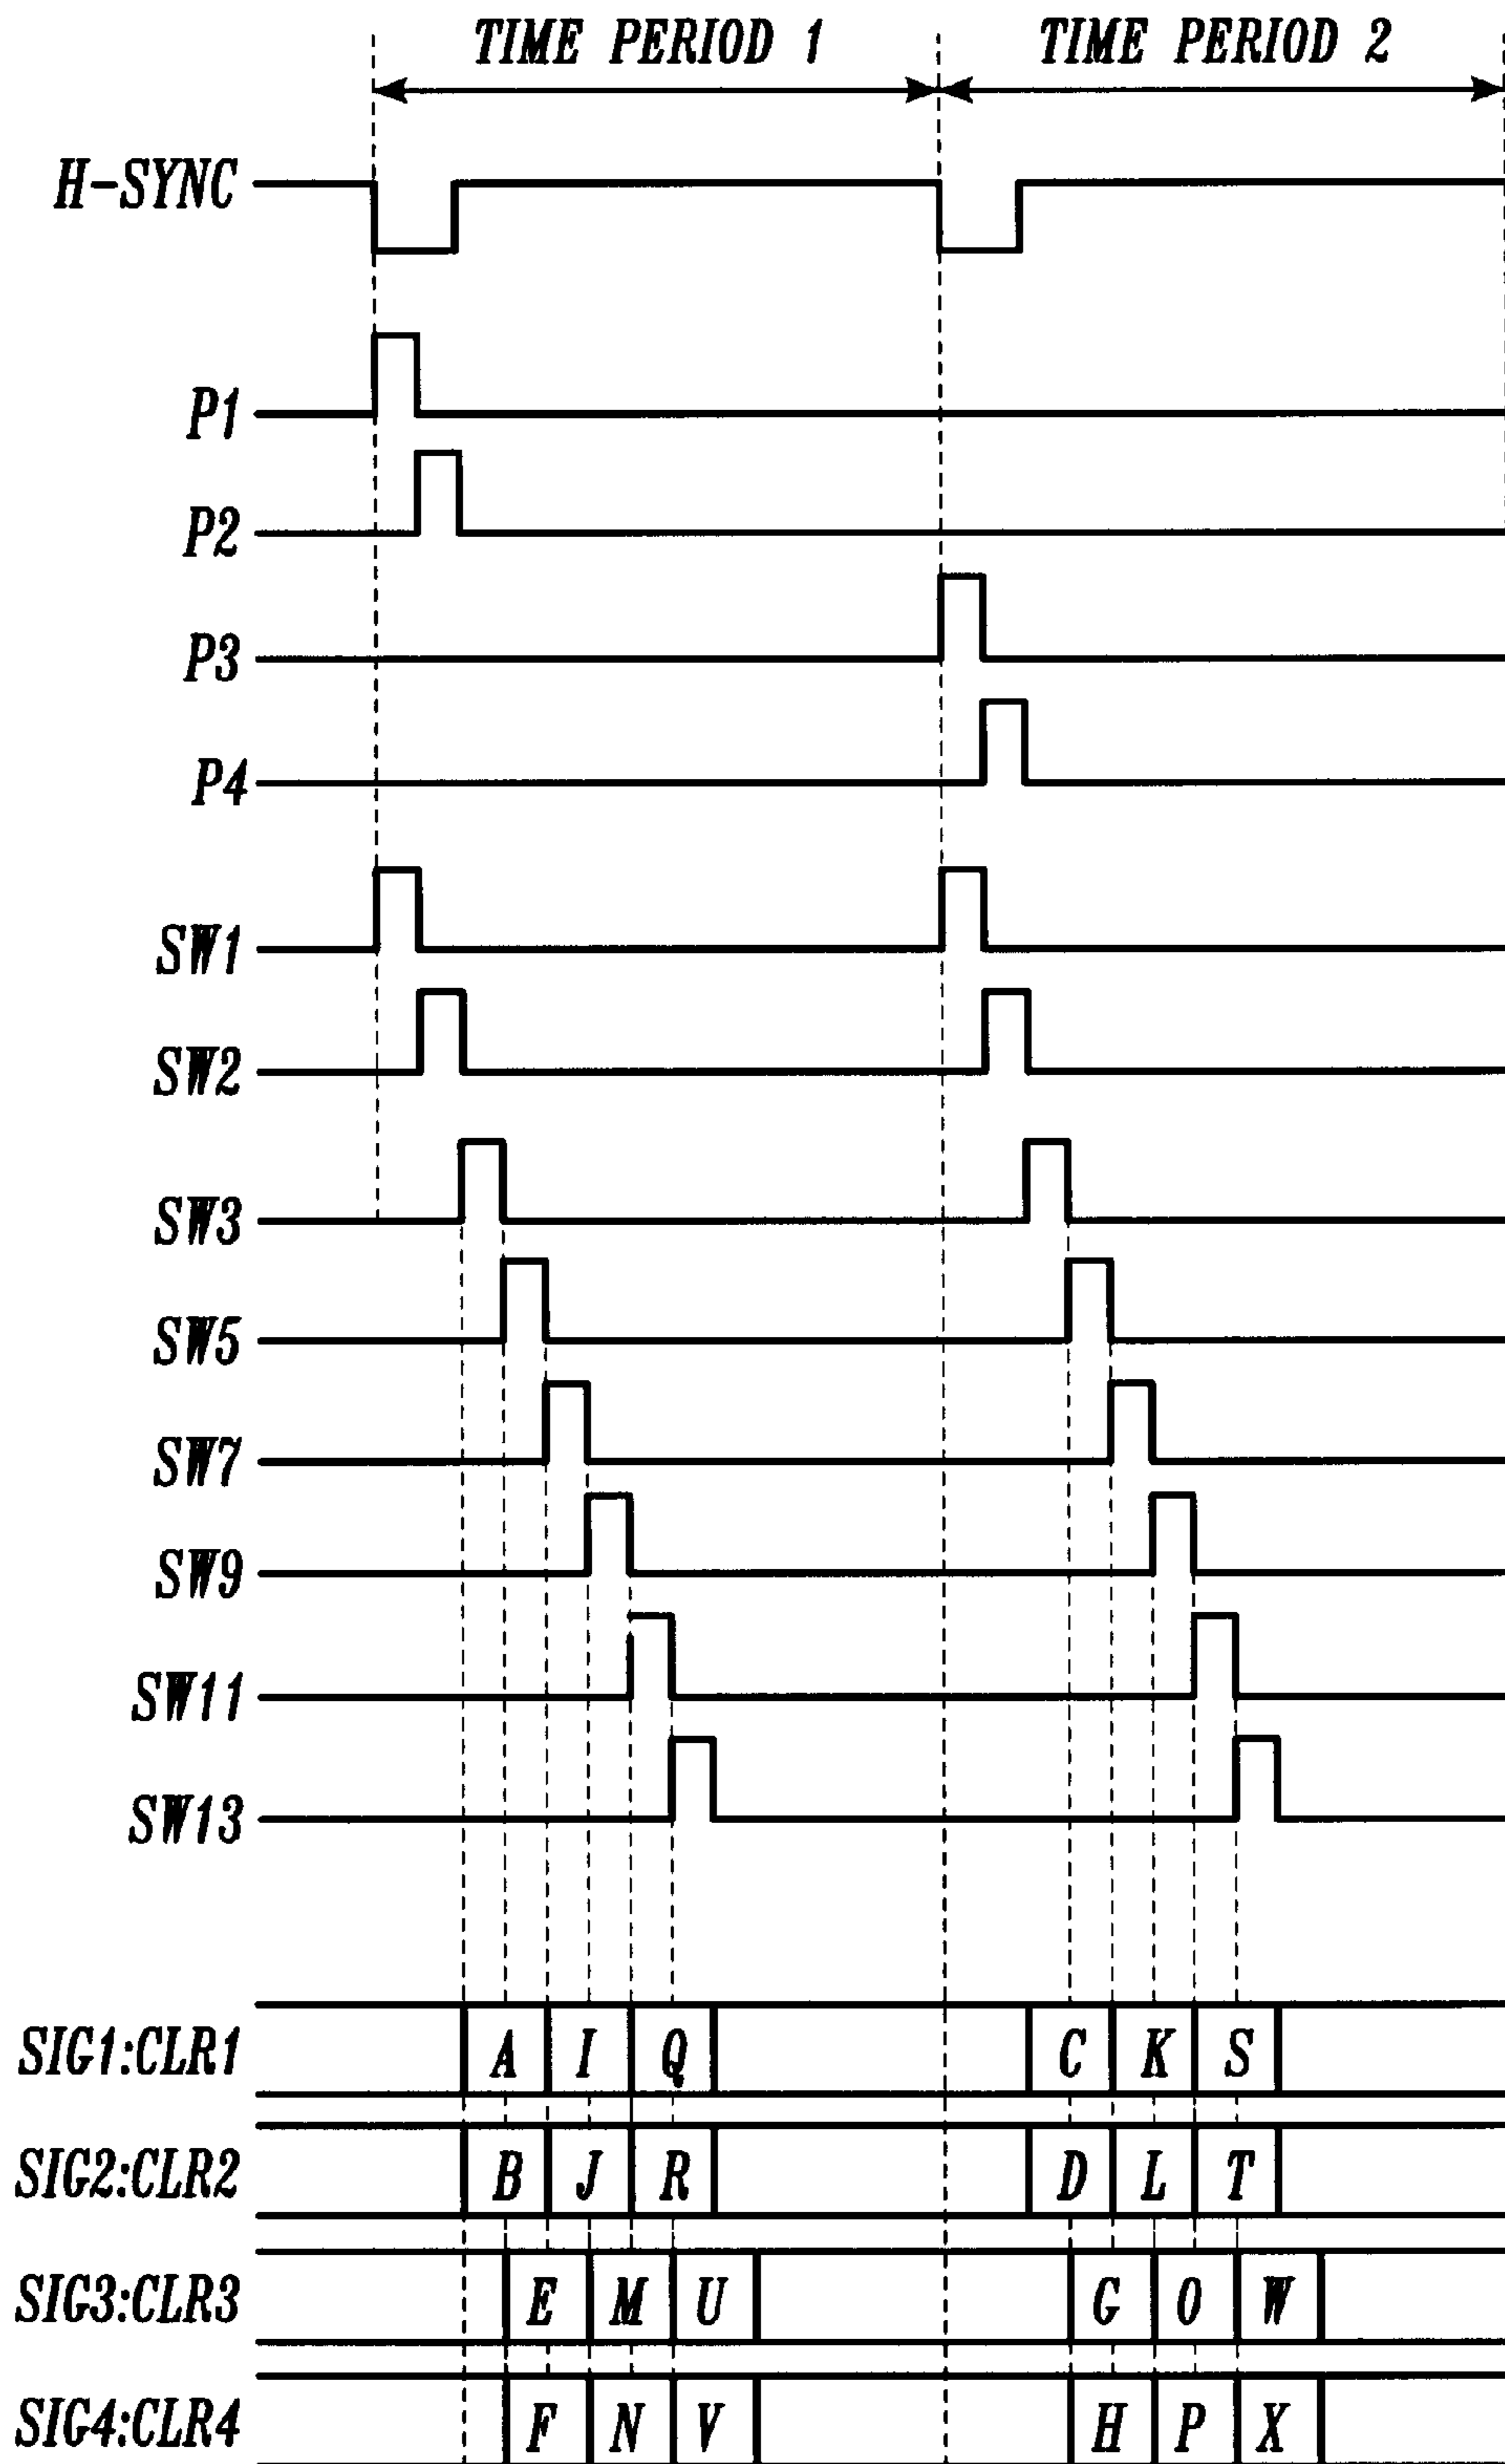 TIME PERIOD 1 TIME PERIOD 2
H-SYNC
P1
P2
P3
P4
SW1
SW2
SW3
SW5
SW7
SW9
SW11
SW13
SIG1:CLR1 A I Q C K S
SIG2:CLR2 B J R D L T
SIG3:CLR3 E M U G O W
SIG4:CLR4 F N V H P X